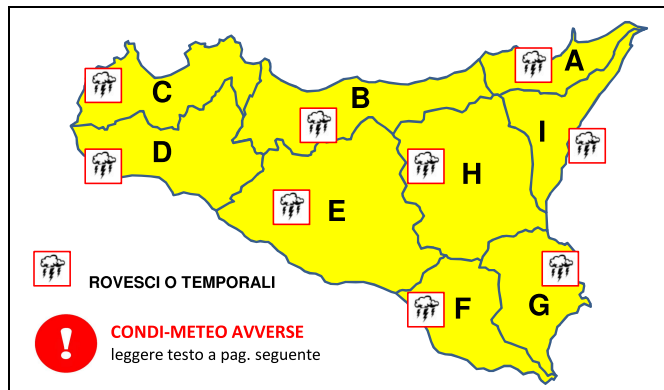 A
B
C
I
D
H
E
F
G
ROVESCI O TEMPORALI
! CONDI-METEO AVVERSE
leggere testo a pag. seguente